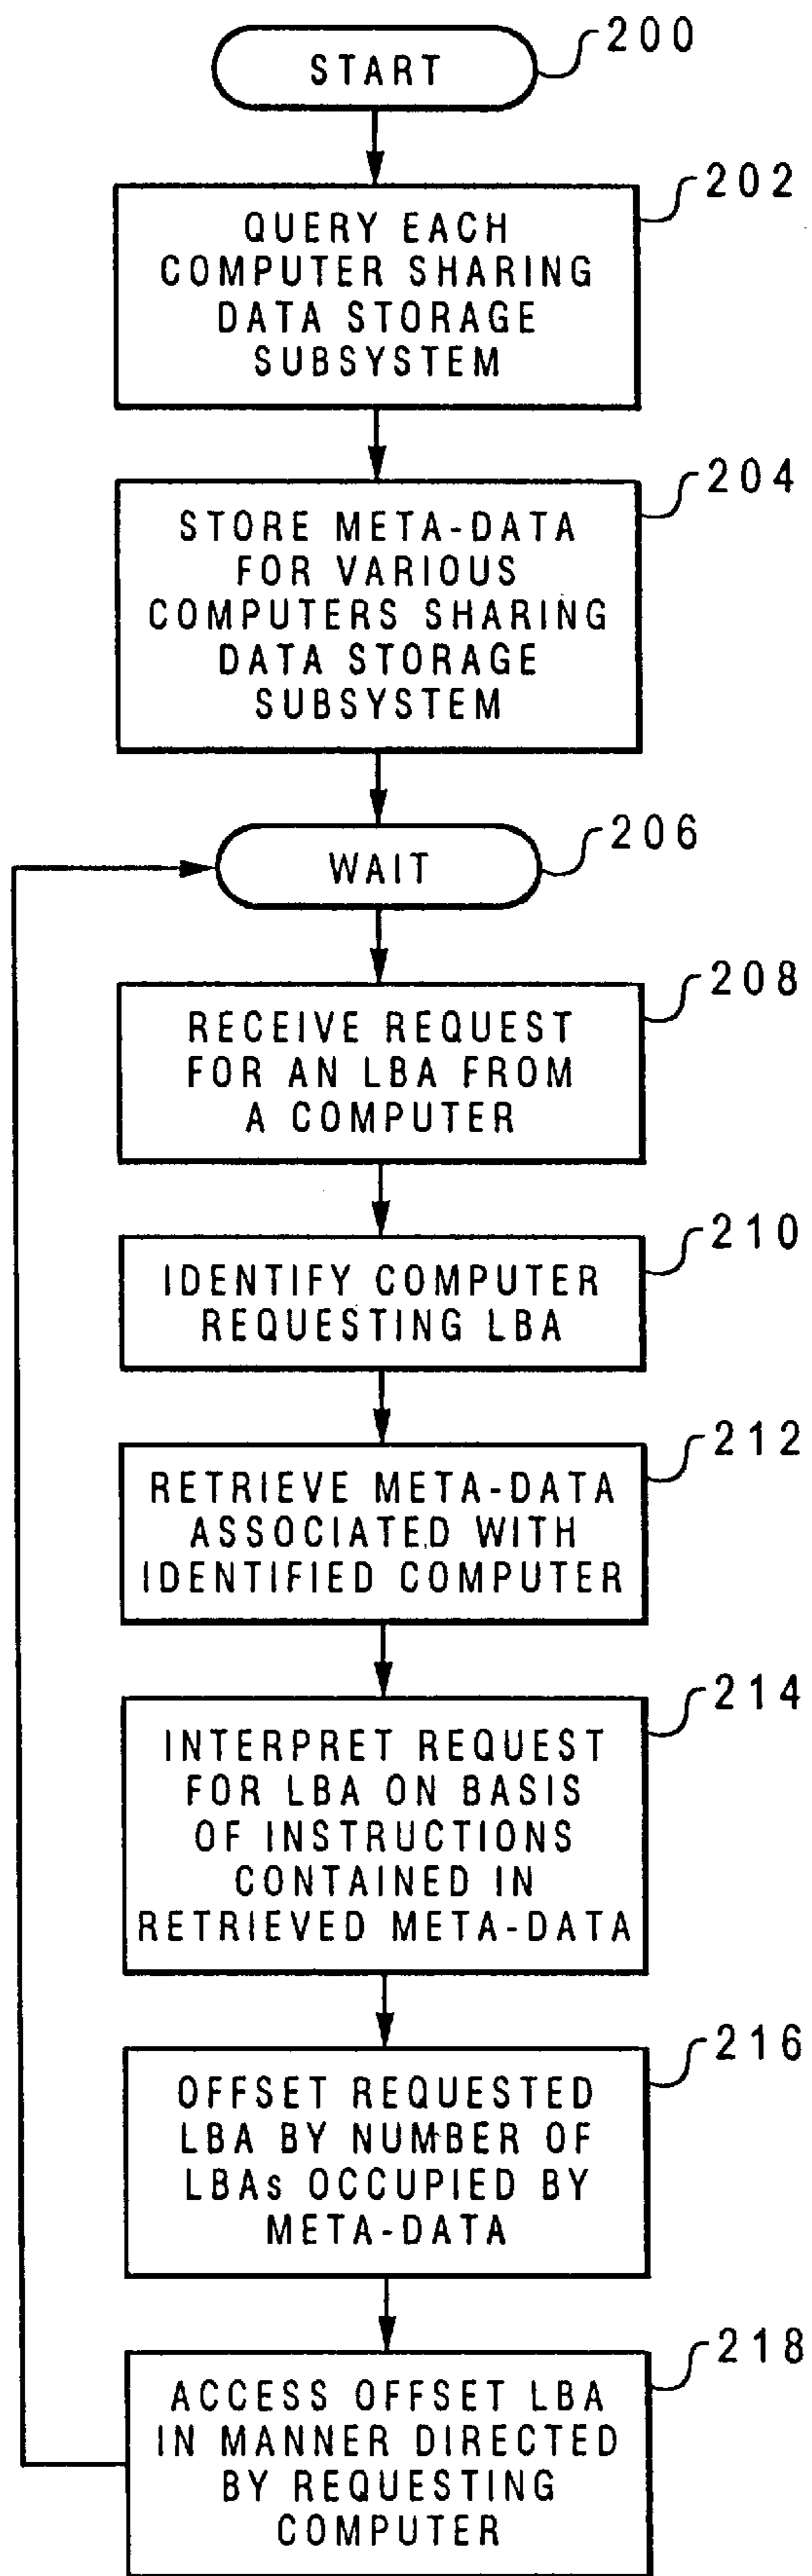 200
START
202
QUERY EACH
COMPUTER SHARING
DATA STORAGE
SUBSYSTEM
204
STORE META-DATA
FOR VARIOUS
COMPUTERS SHARING
DATA STORAGE
SUBSYSTEM
206
WAIT
208
RECEIVE REQUEST
FOR AN LBA FROM
A COMPUTER
210
IDENTIFY COMPUTER
REQUESTING LBA
212
RETRIEVE META-DATA
ASSOCIATED WITH
IDENTIFIED COMPUTER
214
INTERPRET REQUEST
FOR LBA ON BASIS
OF INSTRUCTIONS
CONTAINED IN
RETRIEVED META-DATA
216
OFFSET REQUESTED
LBA BY NUMBER OF
LBAs OCCUPIED BY
META-DATA
218
ACCESS OFFSET LBA
IN MANNER DIRECTED
BY REQUESTING
COMPUTER